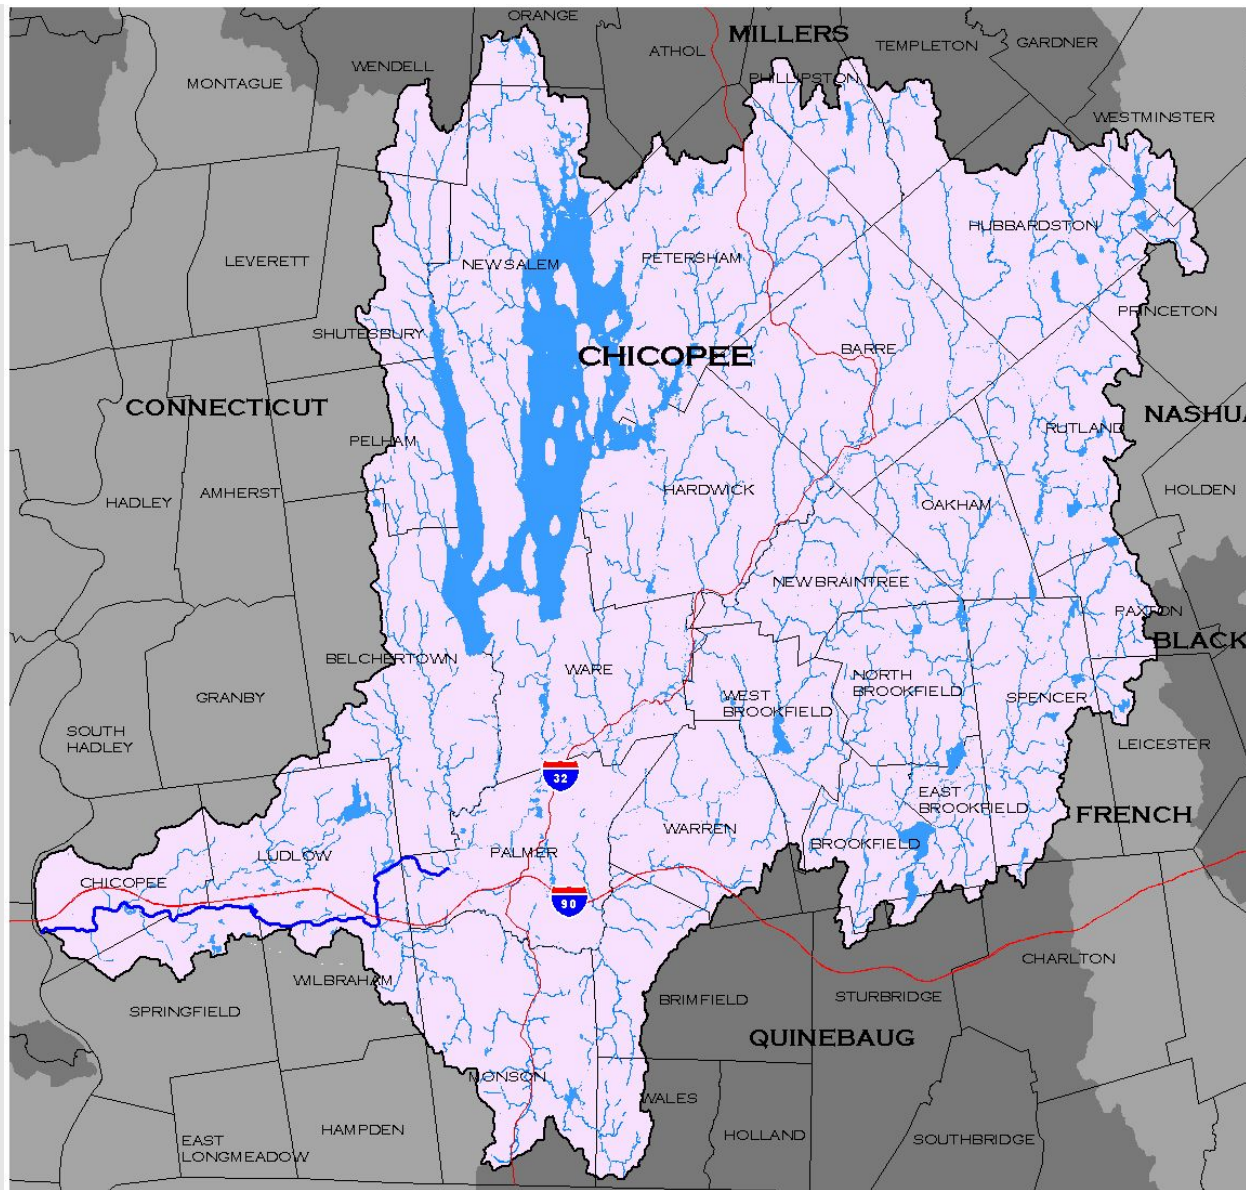 ORANGE
MILLERS
ATHOL
TEMPLETON
GARDNER
WENDELL
MONTAGUE
PHILLIPSTON
WESTMINSTER
HUBBARDSTON
LEVERETT
NEW SALEM
PETERSHAM
PRINCETON
SHUTESBURY
BARRE
CHICOPEE
CONNECTICUT
NASHUA
RUTLAND
PELHAM
HADLEY
AMHERST
HARDWICK
OAKHAM
HOLDEN
NEW BRAINTREE
PAXTON
BLACK
BELCHERTOWN
WARE
GRANBY
WEST
BROOKFIELD
NORTH
BROOKFIELD
SPENCER
SOUTH
HADLEY
LEICESTER
32
EAST
BROOKFIELD
FRENCH
WARREN
BROOKFIELD
LUDLOW
PALMER
CHICOPEE
90
WILBRAHAM
CHARLTON
SPRINGFIELD
BRIMFIELD
STURBRIDGE
QUINEBAUG
MONSON
WALES
HAMPDEN
HOLLAND
SOUTHBRIDGE
EAST
LONGMEADOW